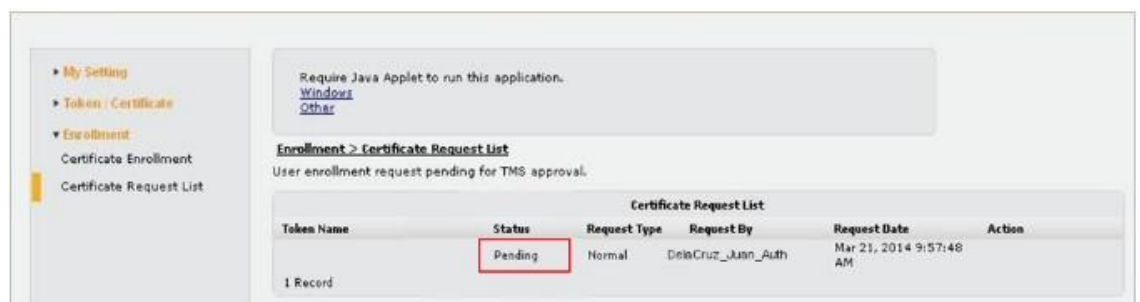 My Setting
Token / Certificate
Enrollment
Certificate Enrollment
Certificate Request List
Require Java Applet to run this application.
Windows
Other
Enrollment > Certificate Request List
User enrollment request pending for TMS approval.
Certificate Request List
Token Name Status Request Type Request By Request Date Action
Pending Normal DelaCruz_Juan_Auth Mar 21, 2014 9:57:48
AM
1 Record